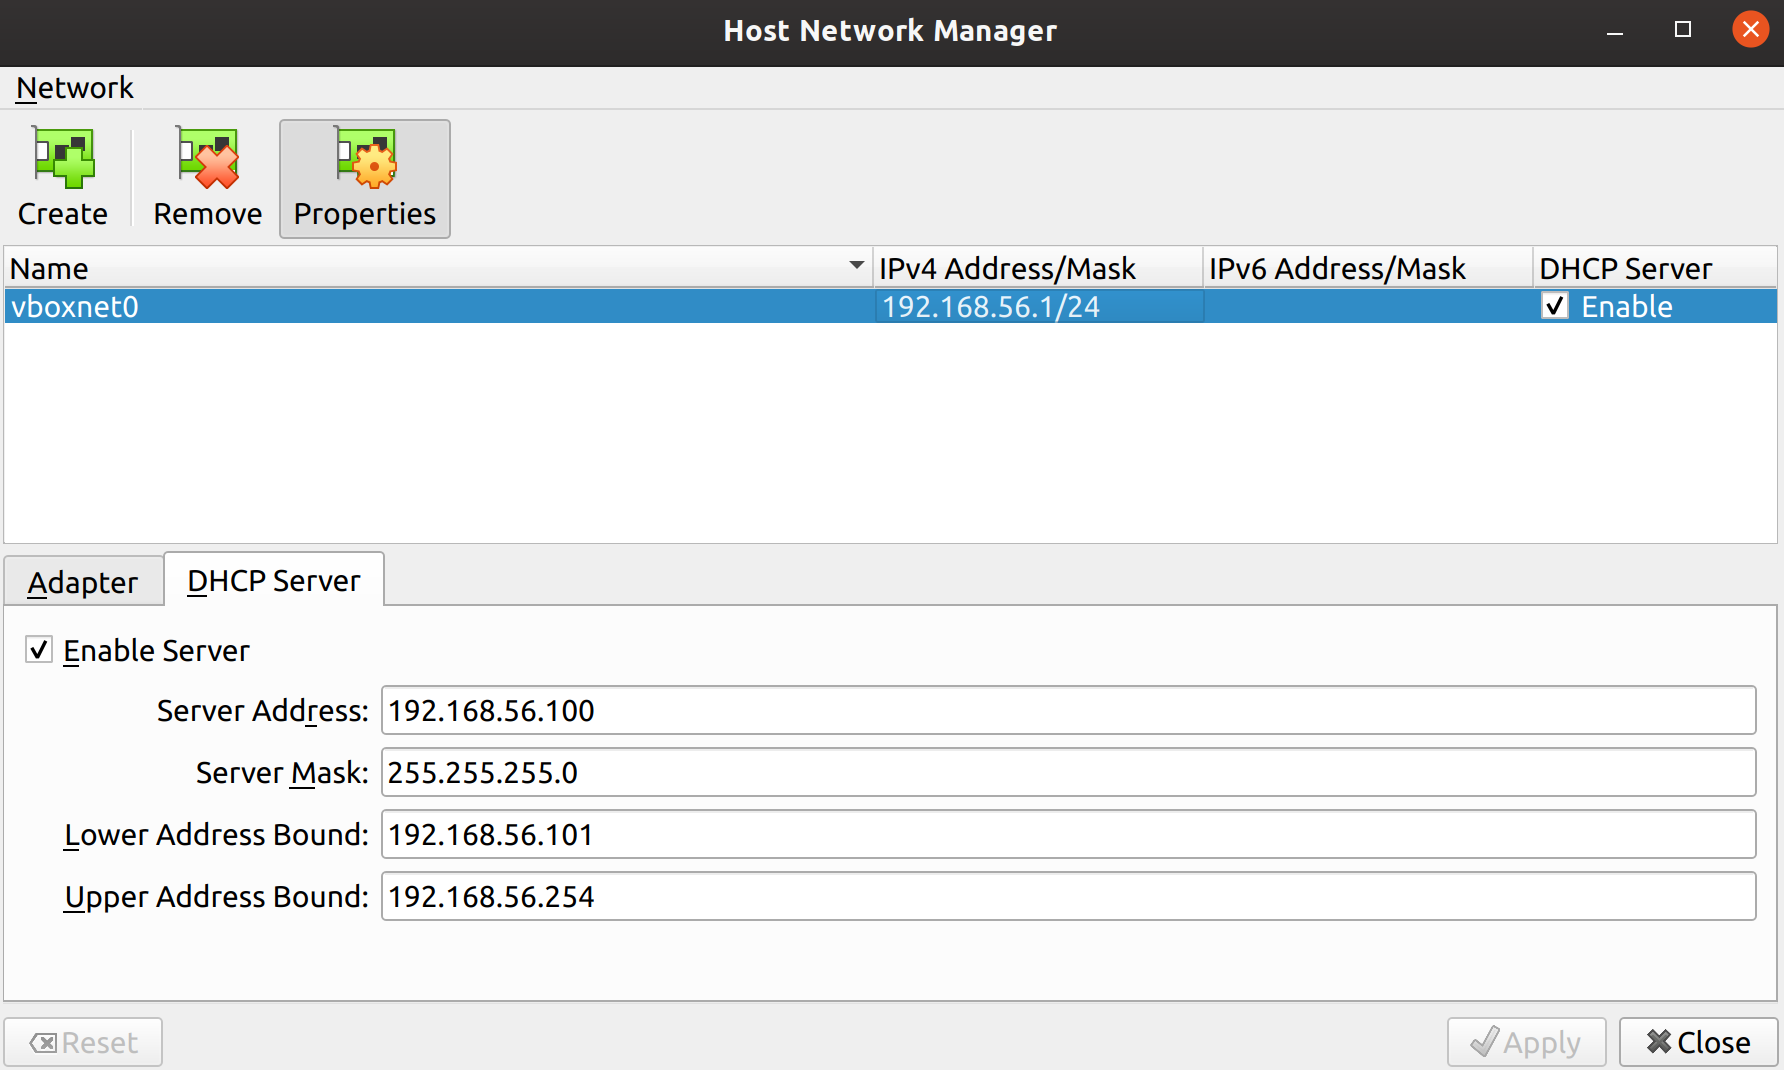 Host Network Manager
Network
Create Remove Properties
Name IPv4 Address/Mask IPv6 Address/Mask DHCP Server
vboxnet0 192.168.56.1/24 Enable
Adapter DHCP Server
Enable Server
Server Address: 192.168.56.100
Server Mask: 255.255.255.0
Lower Address Bound: 192.168.56.101
Upper Address Bound: 192.168.56.254
Reset Apply Close